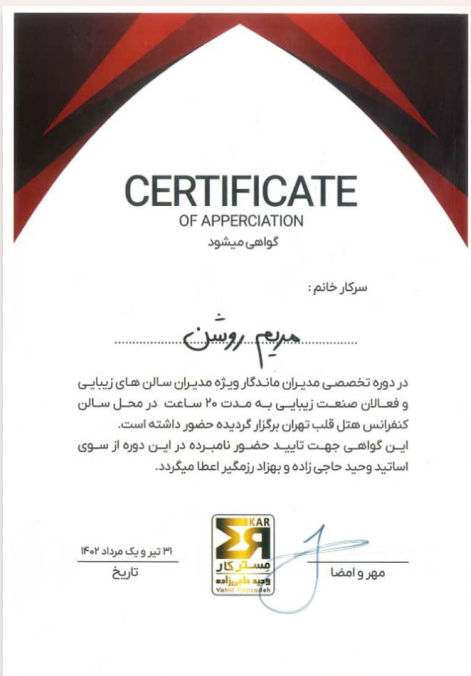 CERTIFICATE
OF APPERCIATION
گواهی میشود
سرکار خانم :
مریم روشن
در دوره تخصصی مدیران ماندگار ویژه مدیران سالن های زیبایی
و فعالان صنعت زیبایی به مدت ۲۰ ساعت در محل سالن
کنفرانس هتل قلب تهران برگزار گردیده حضور داشته است.
این گواهی جهت تایید حضور نامبرده در این دوره از سوی
اساتید وحید حاجی زاده و بهزاد رزمگیر اعطا میگردد.
KAR
مستر کار
وحید حاجی‌زاده
Vahid Hajizadeh
۳۱ تیر و یک مرداد ۱۴۰۲
تاریخ
مهر و امضا